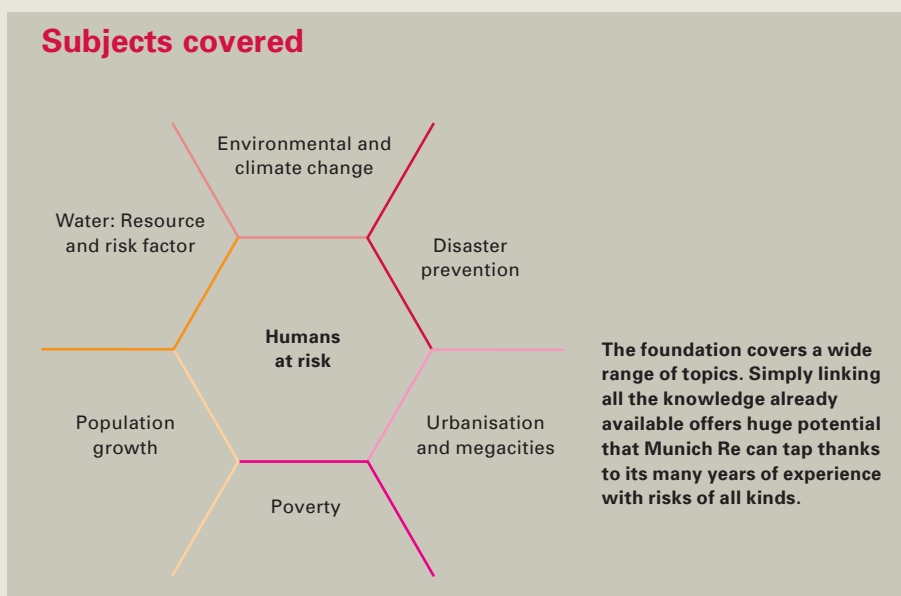 Subjects covered
Environmental and
climate change
Water: Resource
and risk factor
Disaster
prevention
Humans
at risk
Population
growth
Urbanisation
and megacities
Poverty
The foundation covers a wide
range of topics. Simply linking
all the knowledge already
available offers huge potential
that Munich Re can tap thanks
to its many years of experience
with risks of all kinds.